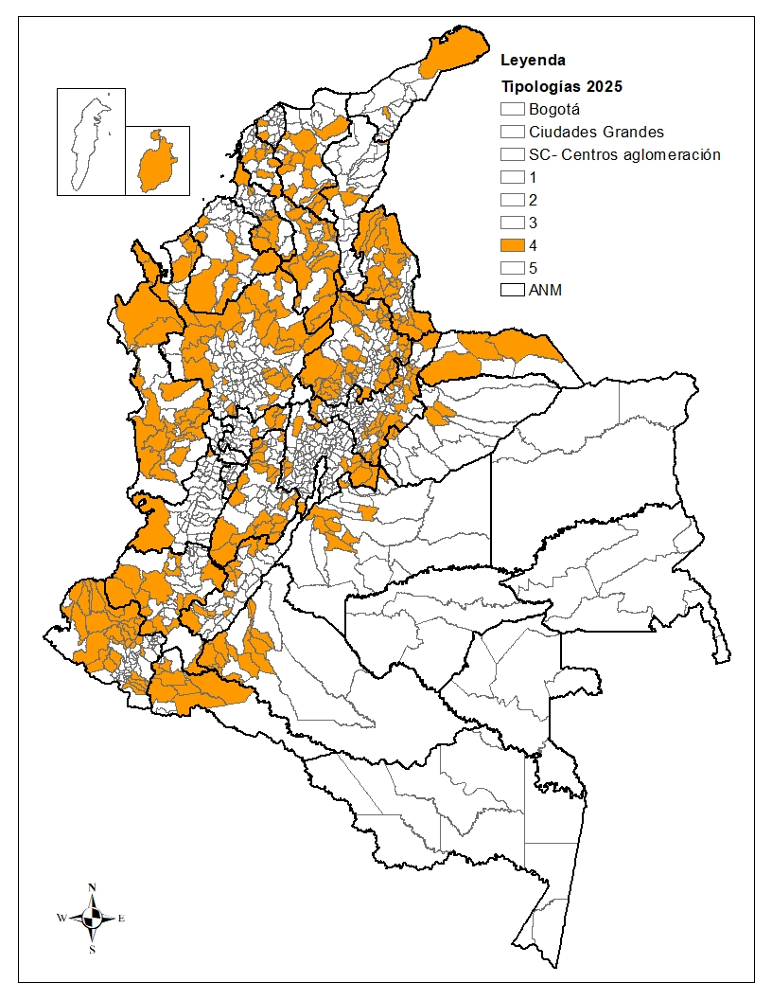 Leyenda
Tipologías 2025
Bogotá
Ciudades Grandes
SC- Centros aglomeración
1
2
3
4
5
ANM
N
W E
S